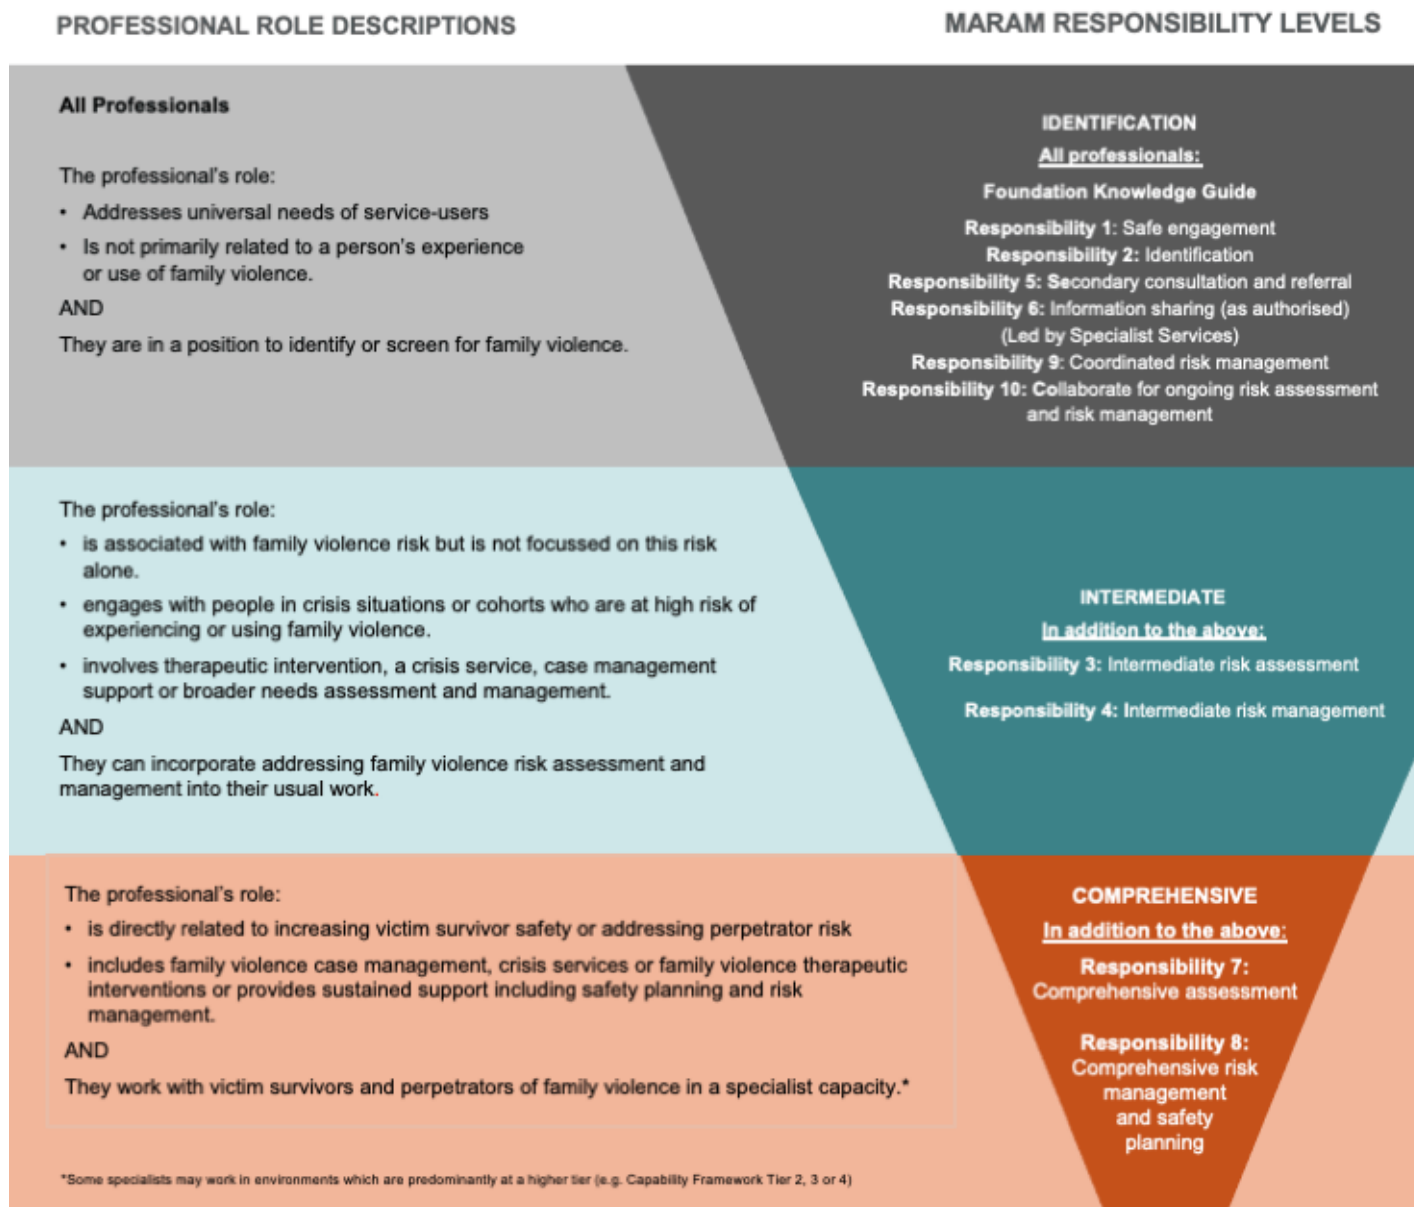 PROFESSIONAL ROLE DESCRIPTIONS
MARAM RESPONSIBILITY LEVELS
All Professionals
The professional's role:
• Addresses universal needs of service-users
• Is not primarily related to a person's experience
or use of family violence.
AND
They are in a position to identify or screen for family violence.
IDENTIFICATION
All professionals:
Foundation Knowledge Guide
Responsibility 1: Safe engagement
Responsibility 2: Identification
Responsibility 5: Secondary consultation and referral
Responsibility 6: Information sharing (as authorised)
(Led by Specialist Services)
Responsibility 9: Coordinated risk management
Responsibility 10: Collaborate for ongoing risk assessment
and risk management
The professional's role:
• is associated with family violence risk but is not focussed on this risk
alone.
• engages with people in crisis situations or cohorts who are at high risk of
experiencing or using family violence.
• involves therapeutic intervention, a crisis service, case management
support or broader needs assessment and management.
AND
They can incorporate addressing family violence risk assessment and
management into their usual work.
INTERMEDIATE
In addition to the above:
Responsibility 3: Intermediate risk assessment
Responsibility 4: Intermediate risk management
The professional's role:
• is directly related to increasing victim survivor safety or addressing perpetrator risk
• includes family violence case management, crisis services or family violence therapeutic
interventions or provides sustained support including safety planning and risk
management.
AND
They work with victim survivors and perpetrators of family violence in a specialist capacity.*
*Some specialists may work in environments which are predominantly at a higher tier (e.g. Capability Framework Tier 2, 3 or 4)
COMPREHENSIVE
In addition to the above:
Responsibility 7:
Comprehensive assessment
Responsibility 8:
Comprehensive risk
management
and safety
planning